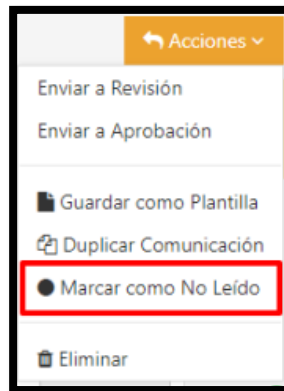 Acciones
Enviar a Revisión
Enviar a Aprobación
Guardar como Plantilla
Duplicar Comunicación
Marcar como No Leído
Eliminar